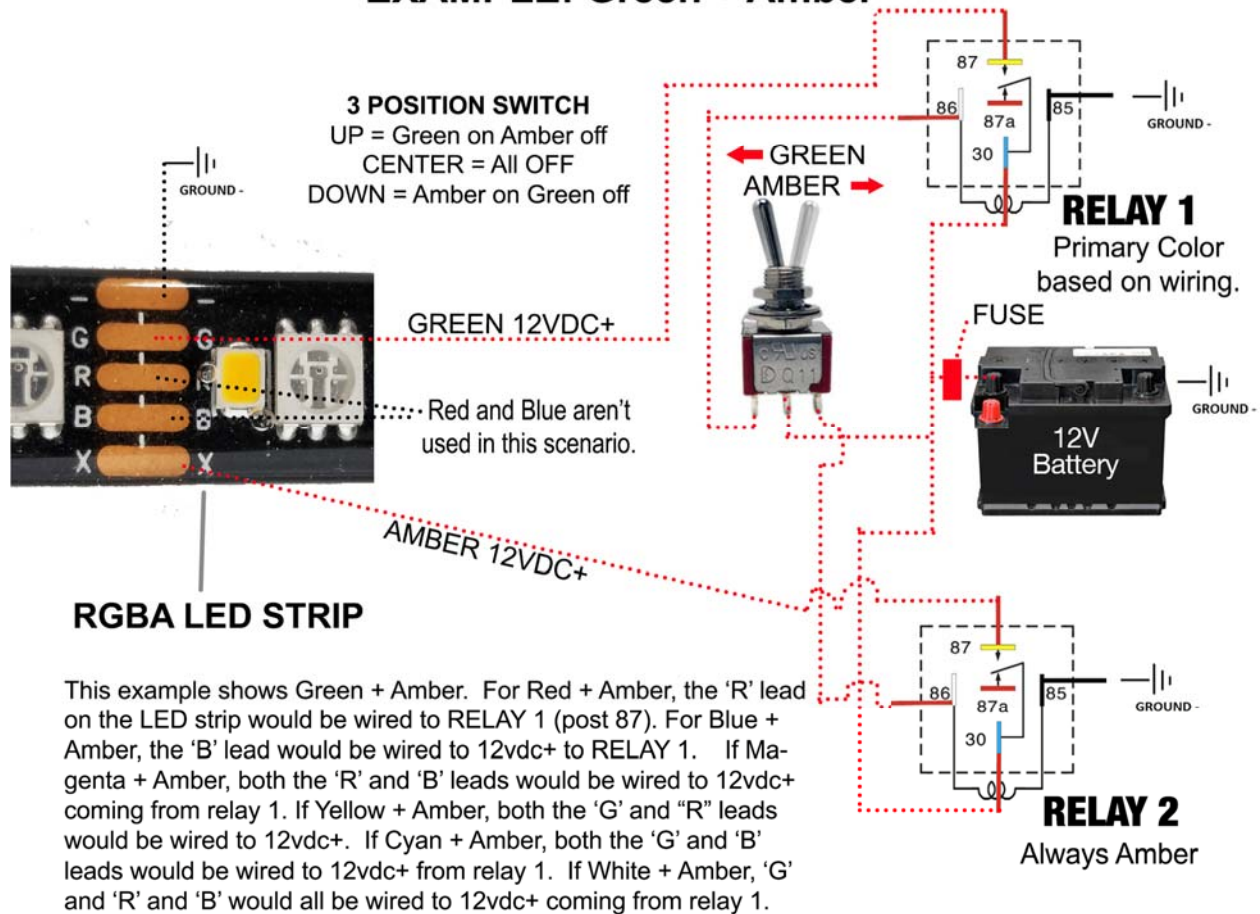 EXAMPLE: Green + Amber
3 POSITION SWITCH
UP = Green on Amber off
CENTER = All OFF
DOWN = Amber on Green off
GROUND -
GREEN
AMBER
87
86
87a
85
30
GROUND -
RELAY 1
Primary Color
based on wiring.
FUSE
GROUND -
12V
Battery
- -
G G
R R
B B
X X
GREEN 12VDC+
Red and Blue aren't
used in this scenario.
AMBER 12VDC+
RGBA LED STRIP
DQ11
87
86
87a
85
30
GROUND -
RELAY 2
Always Amber
This example shows Green + Amber. For Red + Amber, the ‘R’ lead
on the LED strip would be wired to RELAY 1 (post 87). For Blue +
Amber, the ‘B’ lead would be wired to 12vdc+ to RELAY 1. If Ma-
genta + Amber, both the ‘R’ and ‘B’ leads would be wired to 12vdc+
coming from relay 1. If Yellow + Amber, both the ‘G’ and “R” leads
would be wired to 12vdc+. If Cyan + Amber, both the ‘G’ and ‘B’
leads would be wired to 12vdc+ from relay 1. If White + Amber, ‘G’
and ‘R’ and ‘B’ would all be wired to 12vdc+ coming from relay 1.